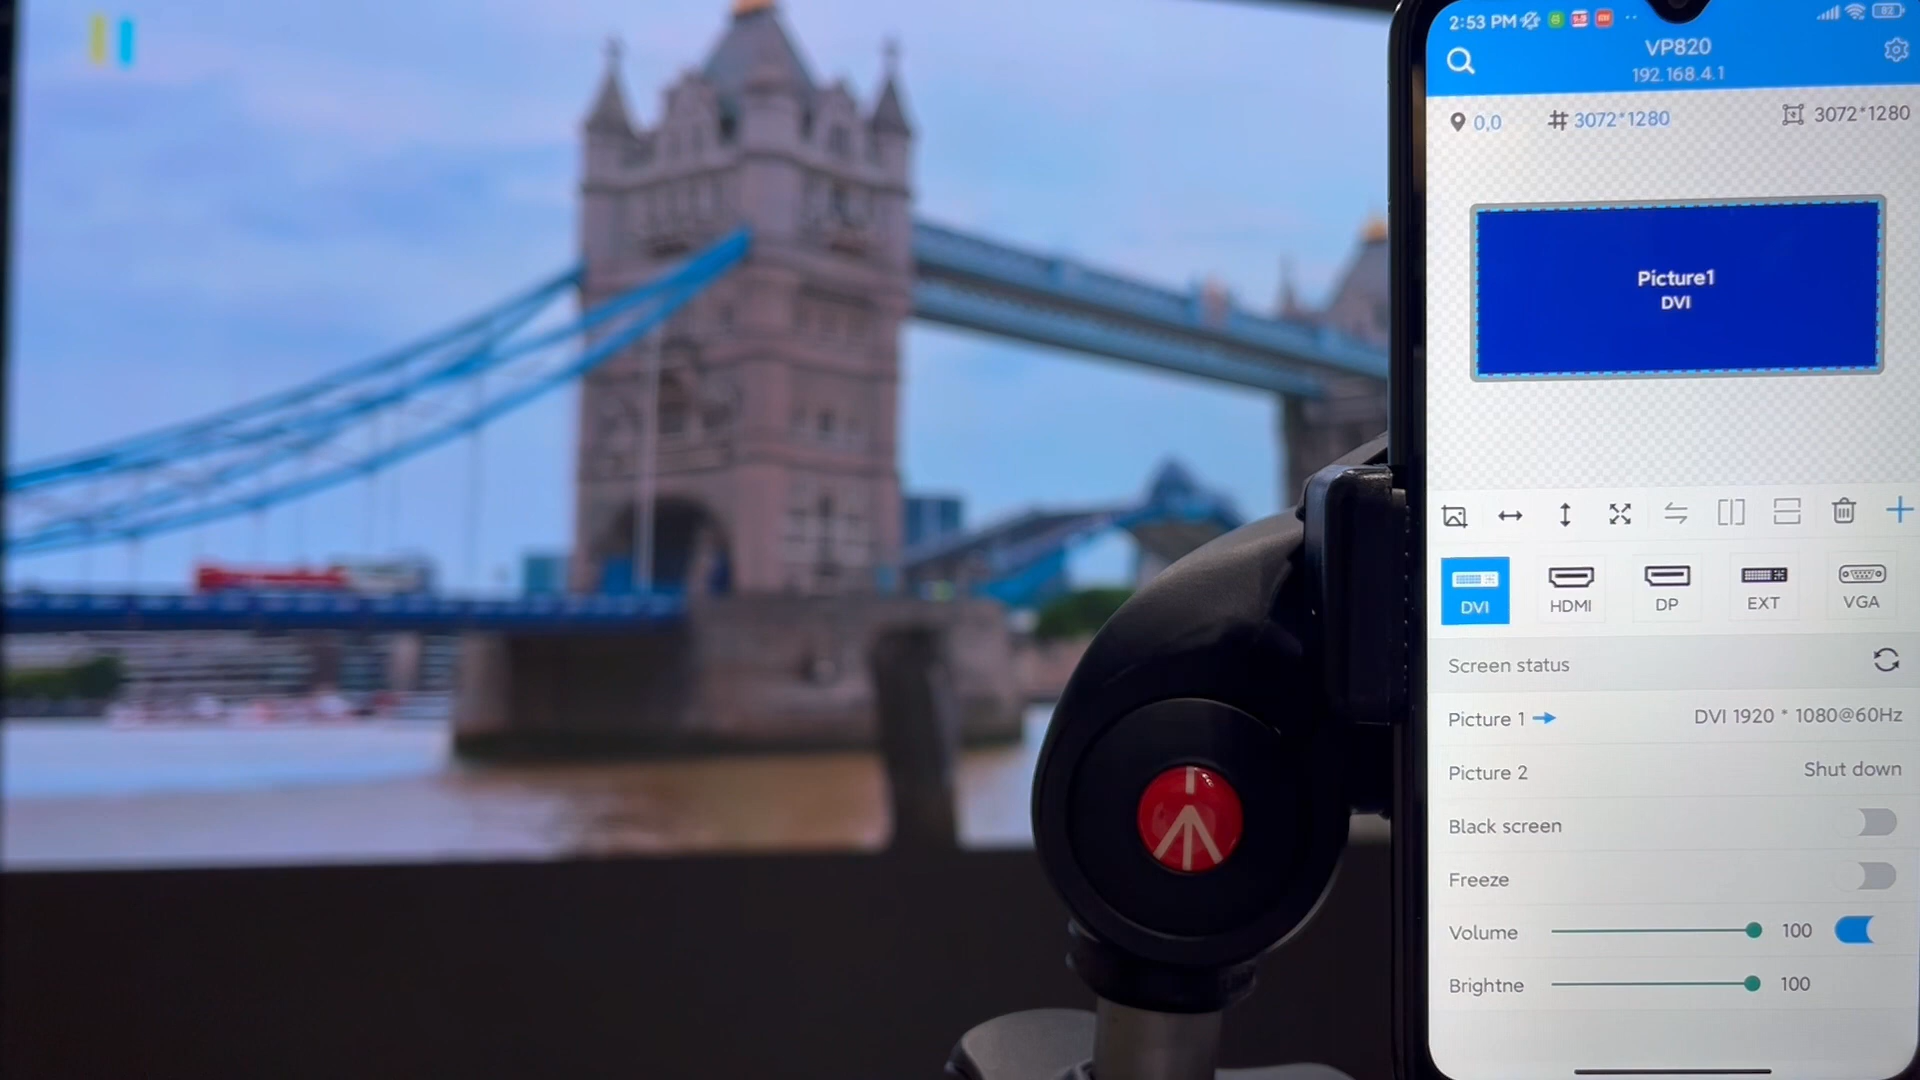 2:53 PM
82
VP820
192.168.4.1
0,0
3072*1280
3072*1280
Picture1
DVI
DVI
HDMI
DP
EXT
VGA
Screen status
Picture 1
DVI 1920 * 1080@60Hz
Picture 2
Shut down
Black screen
Freeze
Volume
100
Brightne
100